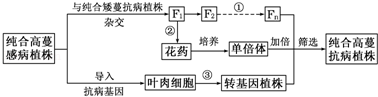 与纯合矮蔓抗病植株
杂交
F1
F2
①
Fn
②
纯合高蔓
感病植株
花药
培养
单倍体
加倍
筛选
纯合高蔓
抗病植株
导入
抗病基因
叶肉细胞
③
转基因植株